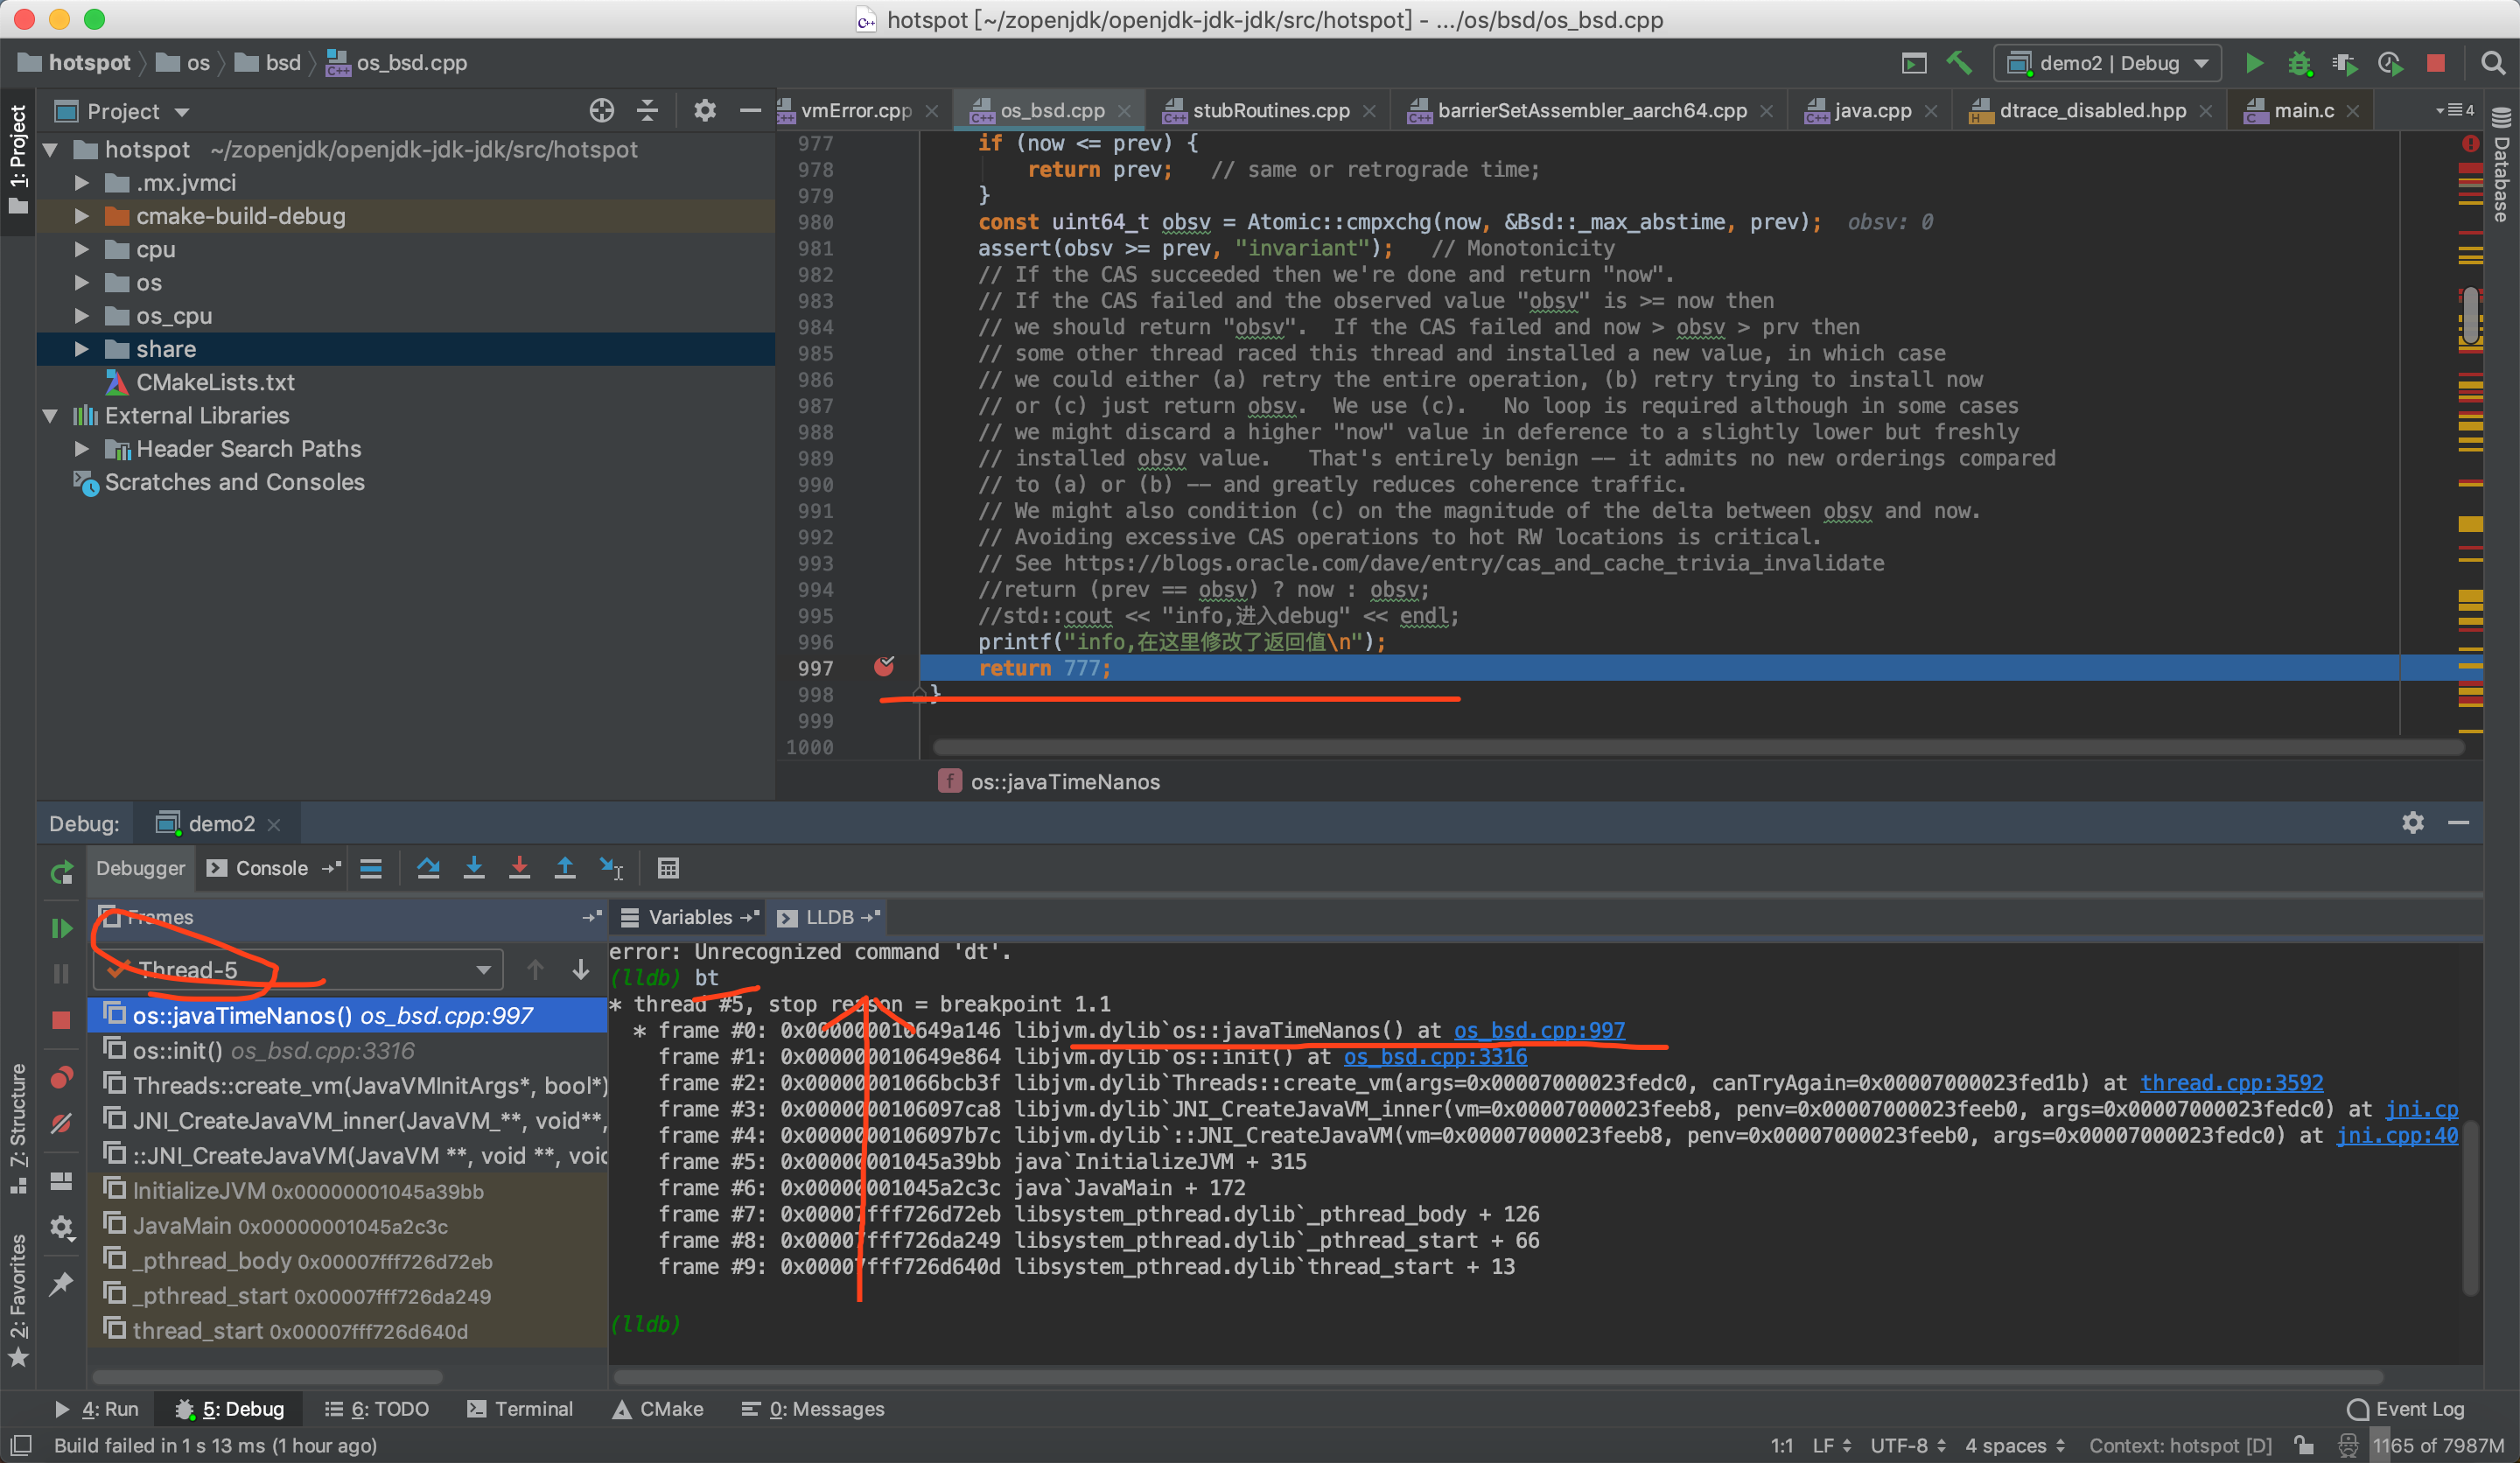 hotspot [~/zopenjdk/openjdk-jdk-jdk/src/hotspot] - .../os/bsd/os_bsd.cpp
hotspot os bsd os_bsd.cpp
demo2 | Debug
Project
vmError.cpp os_bsd.cpp stubRoutines.cpp barrierSetAssembler_aarch64.cpp java.cpp dtrace_disabled.hpp main.c 4
1: Project
Database
hotspot ~/zopenjdk/openjdk-jdk-jdk/src/hotspot
.mx.jvmci
cmake-build-debug
cpu
os
os_cpu
share
CMakeLists.txt
External Libraries
Header Search Paths
Scratches and Consoles
977 if (now <= prev) {
978 return prev; // same or retrograde time;
979 }
980 const uint64_t obsv = Atomic::cmpxchg(now, &Bsd::_max_abstime, prev); obsv: 0
981 assert(obsv >= prev, "invariant"); // Monotonicity
982 // If the CAS succeeded then we're done and return "now".
983 // If the CAS failed and the observed value "obsv" is >= now then
984 // we should return "obsv". If the CAS failed and now > obsv > prv then
985 // some other thread raced this thread and installed a new value, in which case
986 // we could either (a) retry the entire operation, (b) retry trying to install now
987 // or (c) just return obsv. We use (c). No loop is required although in some cases
988 // we might discard a higher "now" value in deference to a slightly lower but freshly
989 // installed obsv value. That's entirely benign -- it admits no new orderings compared
990 // to (a) or (b) -- and greatly reduces coherence traffic.
991 // We might also condition (c) on the magnitude of the delta between obsv and now.
992 // Avoiding excessive CAS operations to hot RW locations is critical.
993 // See https://blogs.oracle.com/dave/entry/cas_and_cache_trivia_invalidate
994 //return (prev == obsv) ? now : obsv;
995 //std::cout << "info,进入debug" << endl;
996 printf("info,在这里修改了返回值\n");
997 return 777;
998 }
999
1000
f os::javaTimeNanos
Debug: demo2
Debugger Console
Frames
Variables LLDB
Thread-5
os::javaTimeNanos() os_bsd.cpp:997
os::init() os_bsd.cpp:3316
Threads::create_vm(JavaVMInitArgs*, bool*)
JNI_CreateJavaVM_inner(JavaVM_**, void**,
::JNI_CreateJavaVM(JavaVM **, void **, voic
InitializeJVM 0x00000001045a39bb
JavaMain 0x00000001045a2c3c
_pthread_body 0x00007fff726d72eb
_pthread_start 0x00007fff726da249
thread_start 0x00007fff726d640d
error: Unrecognized command 'dt'.
(lldb) bt
* thread #5, stop reason = breakpoint 1.1
* frame #0: 0x000000010649a146 libjvm.dylib`os::javaTimeNanos() at os_bsd.cpp:997
frame #1: 0x000000010649e864 libjvm.dylib`os::init() at os_bsd.cpp:3316
frame #2: 0x00000001066bcb3f libjvm.dylib`Threads::create_vm(args=0x00007000023fedc0, canTryAgain=0x00007000023fed1b) at thread.cpp:3592
frame #3: 0x0000000106097ca8 libjvm.dylib`JNI_CreateJavaVM_inner(vm=0x00007000023feeb8, penv=0x00007000023feeb0, args=0x00007000023fedc0) at jni.cp
frame #4: 0x0000000106097b7c libjvm.dylib`::JNI_CreateJavaVM(vm=0x00007000023feeb8, penv=0x00007000023feeb0, args=0x00007000023fedc0) at jni.cpp:40
frame #5: 0x00000001045a39bb java`InitializeJVM + 315
frame #6: 0x00000001045a2c3c java`JavaMain + 172
frame #7: 0x00007fff726d72eb libsystem_pthread.dylib`_pthread_body + 126
frame #8: 0x00007fff726da249 libsystem_pthread.dylib`_pthread_start + 66
frame #9: 0x00007fff726d640d libsystem_pthread.dylib`thread_start + 13
(lldb)
7: Structure
2: Favorites
4: Run 5: Debug 6: TODO Terminal CMake 0: Messages Event Log
Build failed in 1 s 13 ms (1 hour ago) 1:1 LF UTF-8 4 spaces Context: hotspot [D] 1165 of 7987M